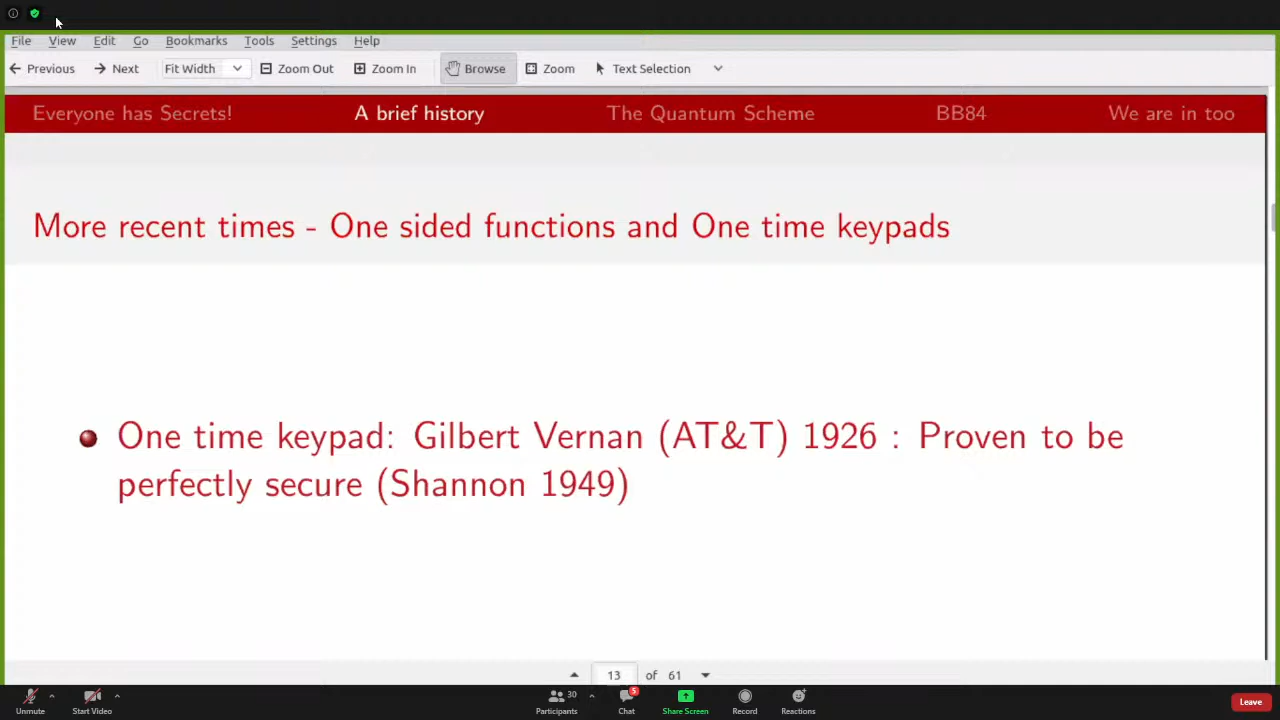 File View Edit Go Bookmarks Tools Settings Help
Previous Next Fit Width Zoom Out Zoom In Browse Zoom Text Selection
Everyone has Secrets! A brief history The Quantum Scheme BB84 We are in too
More recent times - One sided functions and One time keypads
One time keypad: Gilbert Vernan (AT&T) 1926 : Proven to be
perfectly secure (Shannon 1949)
13 of 61
30 5
Unmute Start Video Participants Chat Share Screen Record Reactions Leave